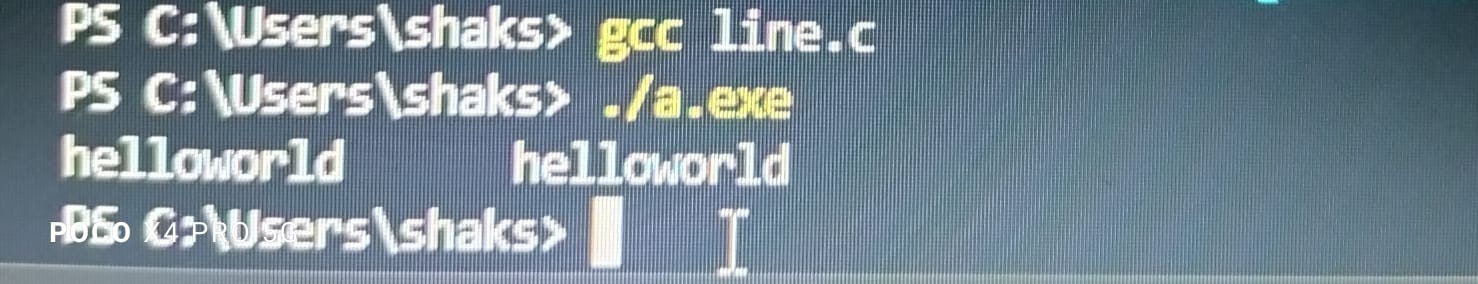 PS C:\Users\shaks> gcc line.c
PS C:\Users\shaks> ./a.exe
helloworld      helloworld
PS C:\Users\shaks>
POCO X4 PRO 5G